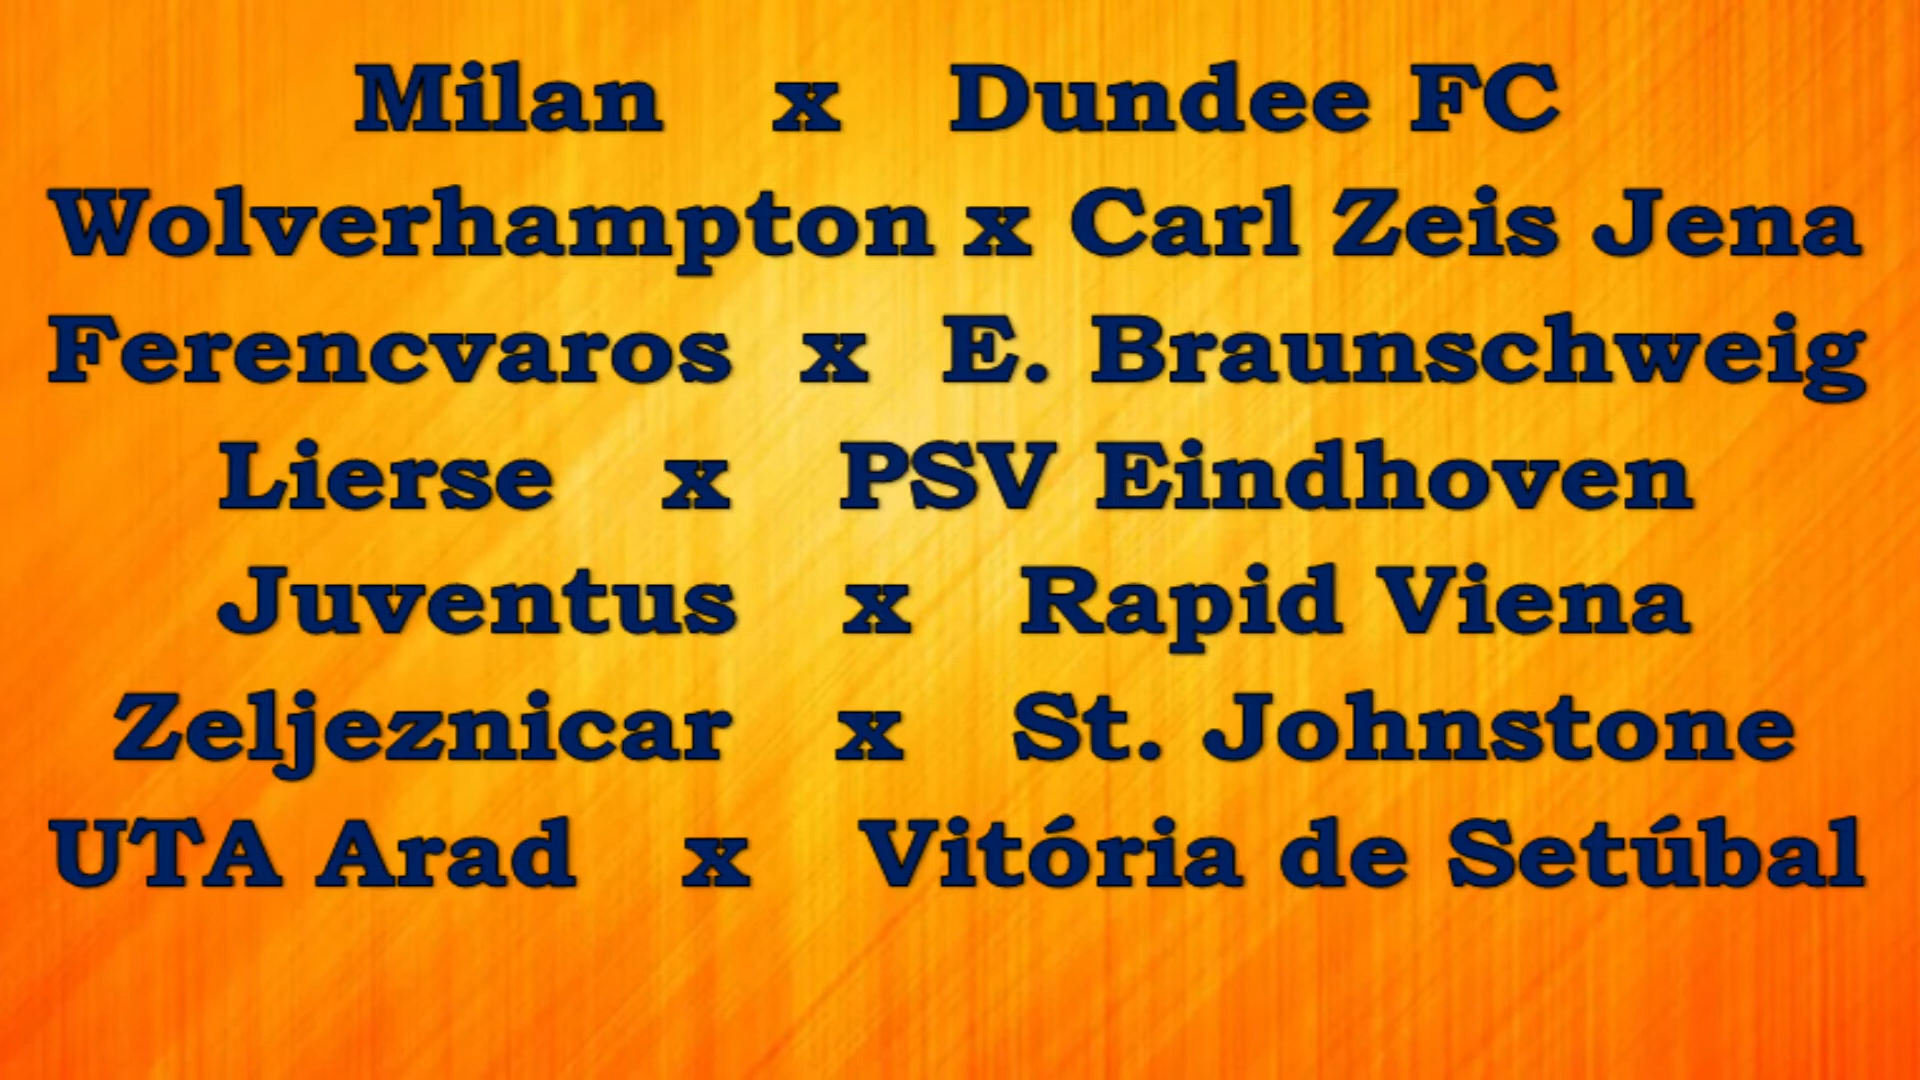 Milan x Dundee FC
Wolverhampton x Carl Zeis Jena
Ferencvaros x E. Braunschweig
Lierse x PSV Eindhoven
Juventus x Rapid Viena
Zeljeznicar x St. Johnstone
UTA Arad x Vitória de Setúbal